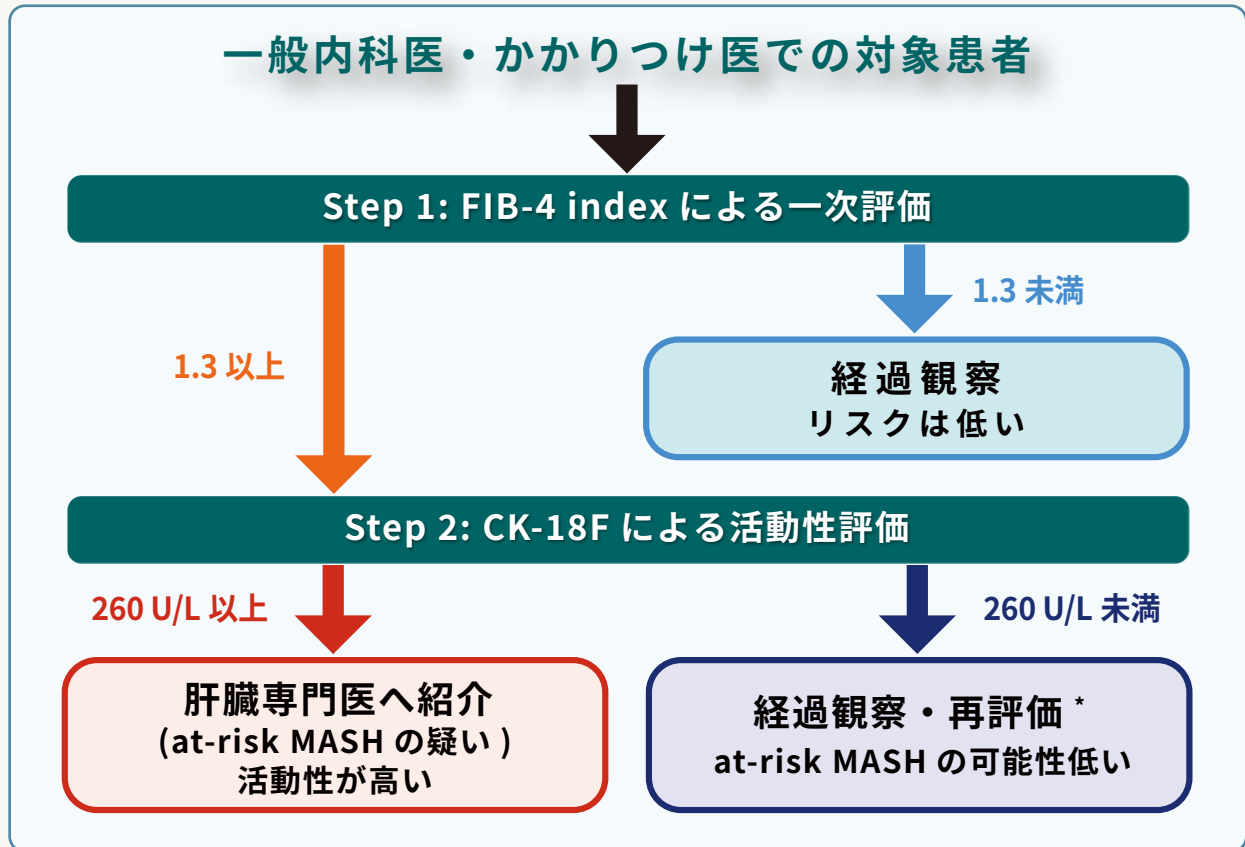 一般内科医・かかりつけ医での対象患者
Step 1: FIB-4 index による一次評価
1.3 未満
1.3 以上
経過観察
リスクは低い
Step 2: CK-18F による活動性評価
260 U/L 以上
260 U/L 未満
肝臓専門医へ紹介
(at-risk MASH の疑い )
活動性が高い
経過観察・再評価 *
at-risk MASH の可能性低い